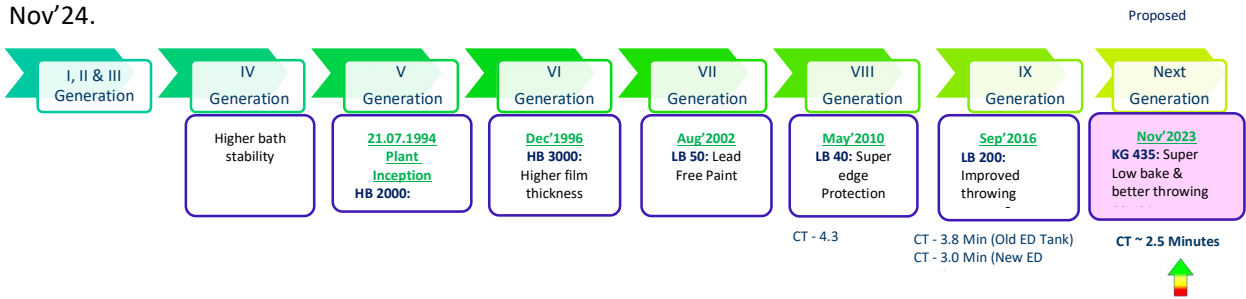 Nov’24.
Proposed
I, II & III
Generation
IV
Generation
V
Generation
VI
Generation
VII
Generation
VIII
Generation
IX
Generation
Next
Generation
Higher bath
stability
21.07.1994
Plant
Inception
HB 2000:
Dec’1996
HB 3000:
Higher film
thickness
Aug’2002
LB 50: Lead
Free Paint
May’2010
LB 40: Super
edge
Protection
Sep’2016
LB 200:
Improved
throwing
Nov’2023
KG 435: Super
Low bake &
better throwing
CT - 4.3
CT - 3.8 Min (Old ED Tank)
CT - 3.0 Min (New ED
CT ~ 2.5 Minutes